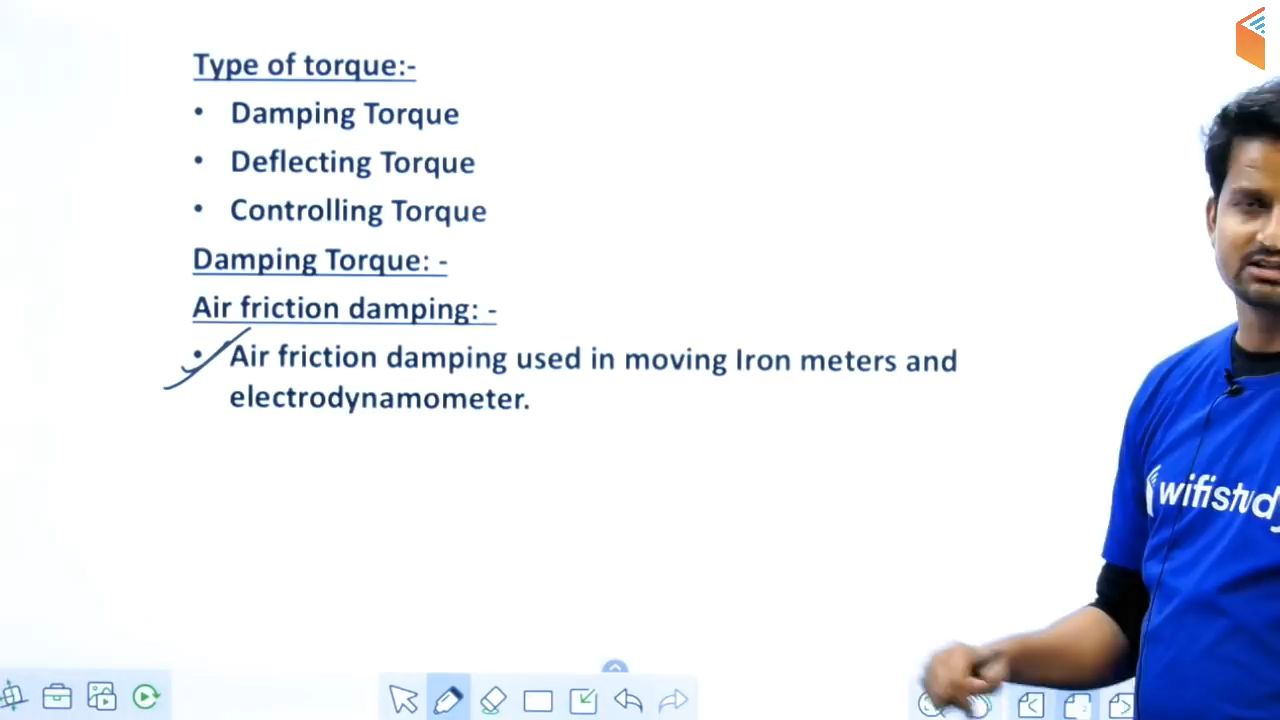 Type of torque:-
• Damping Torque
• Deflecting Torque
• Controlling Torque
Damping Torque: -
Air friction damping: -
• Air friction damping used in moving Iron meters and
electrodynamometer.
wifistudy